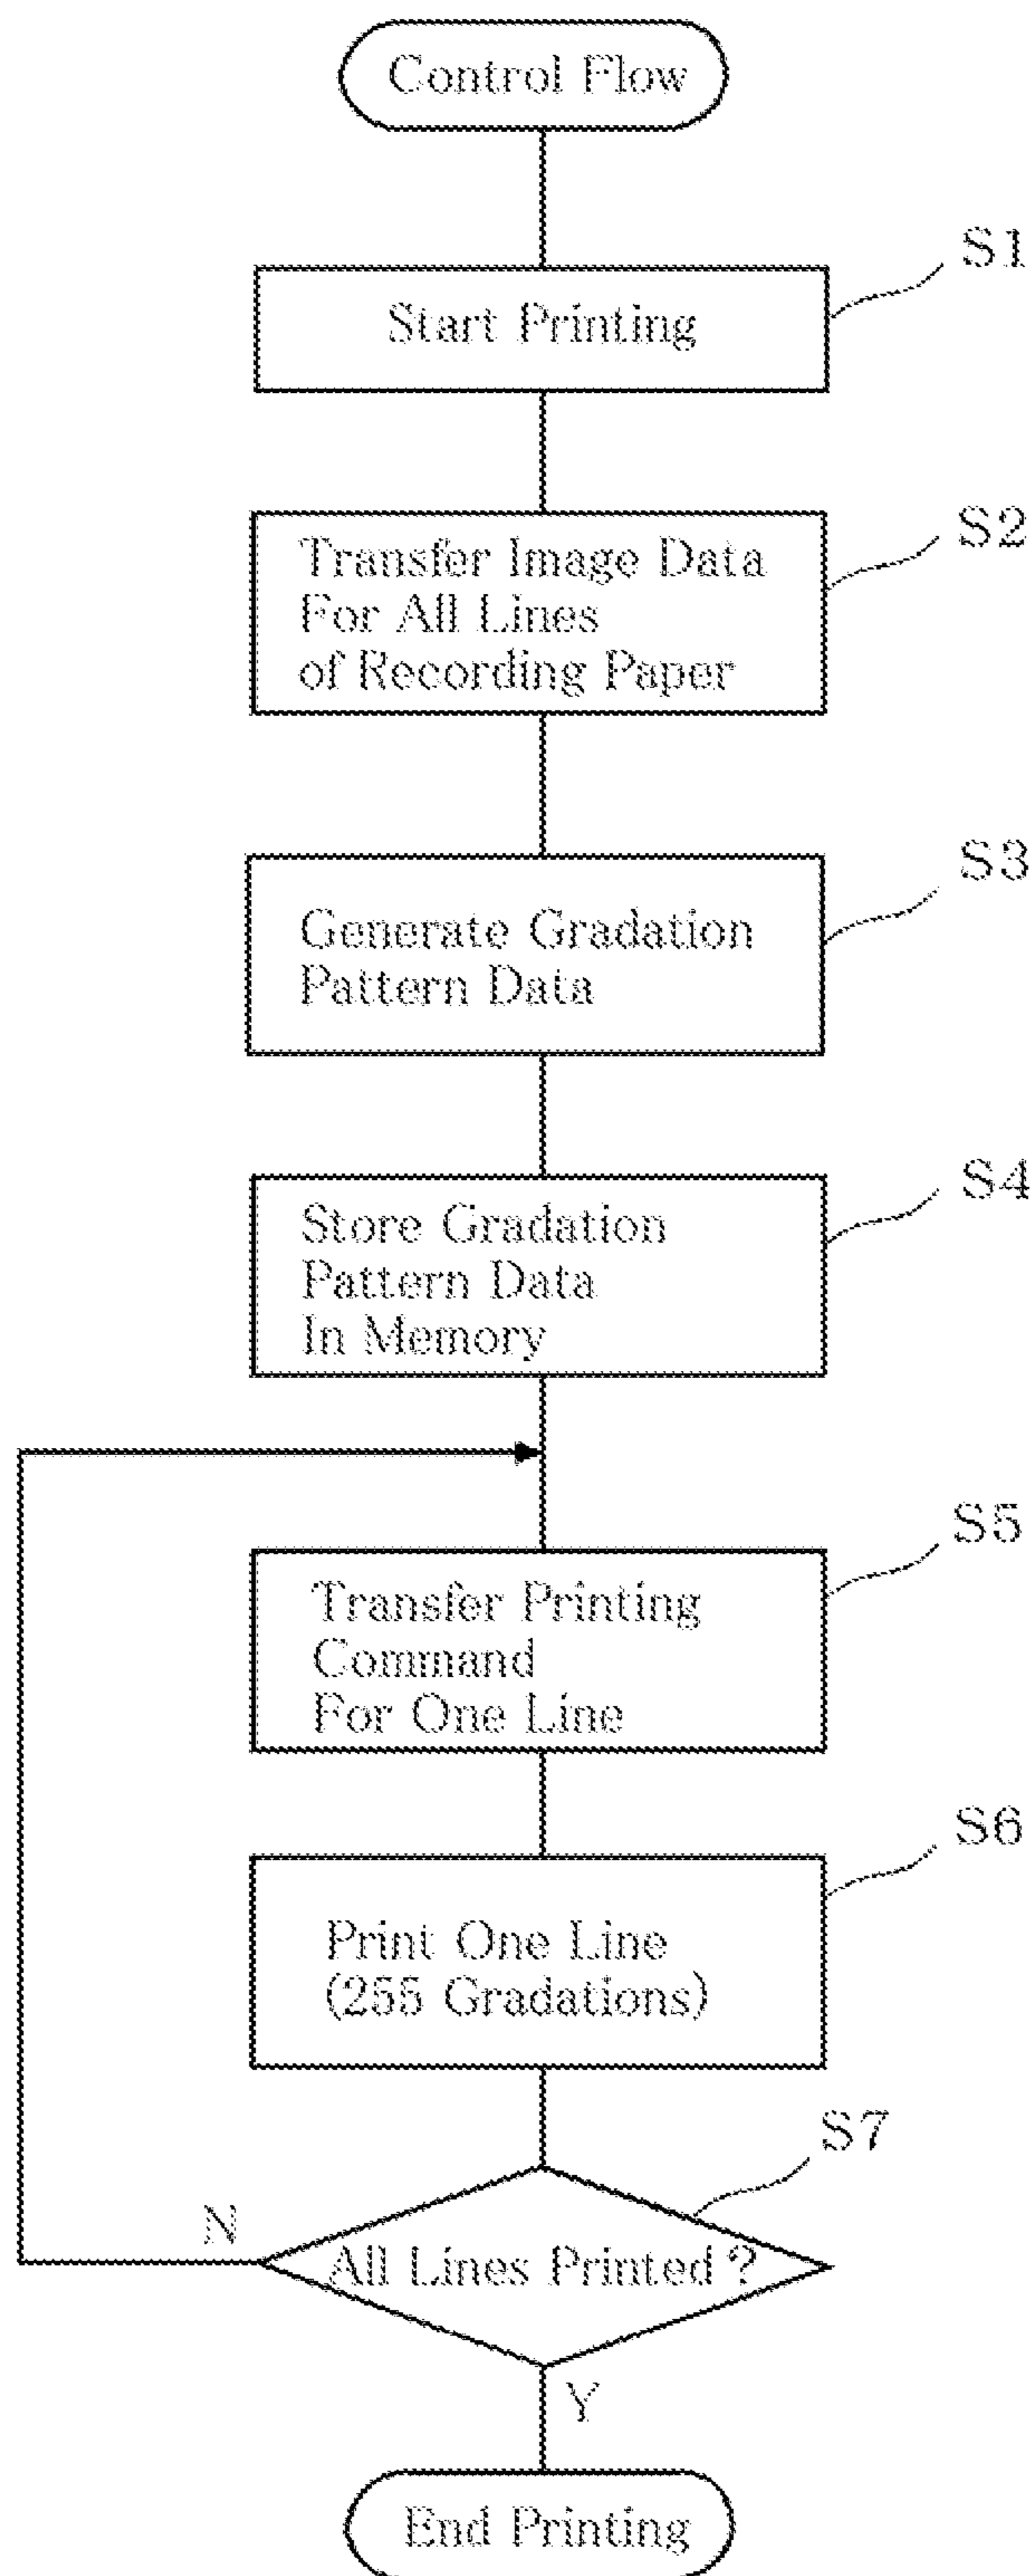 Control Flow
S1
Start Printing
S2
Transfer Image Data
For All Lines
of Recording Paper
S3
Generate Gradation
Pattern Data
S4
Store Gradation
Pattern Data
In Memory
S5
Transfer Printing
Command
For One Line
S6
Print One Line
(255 Gradations)
S7
N
All Lines Printed?
Y
End Printing